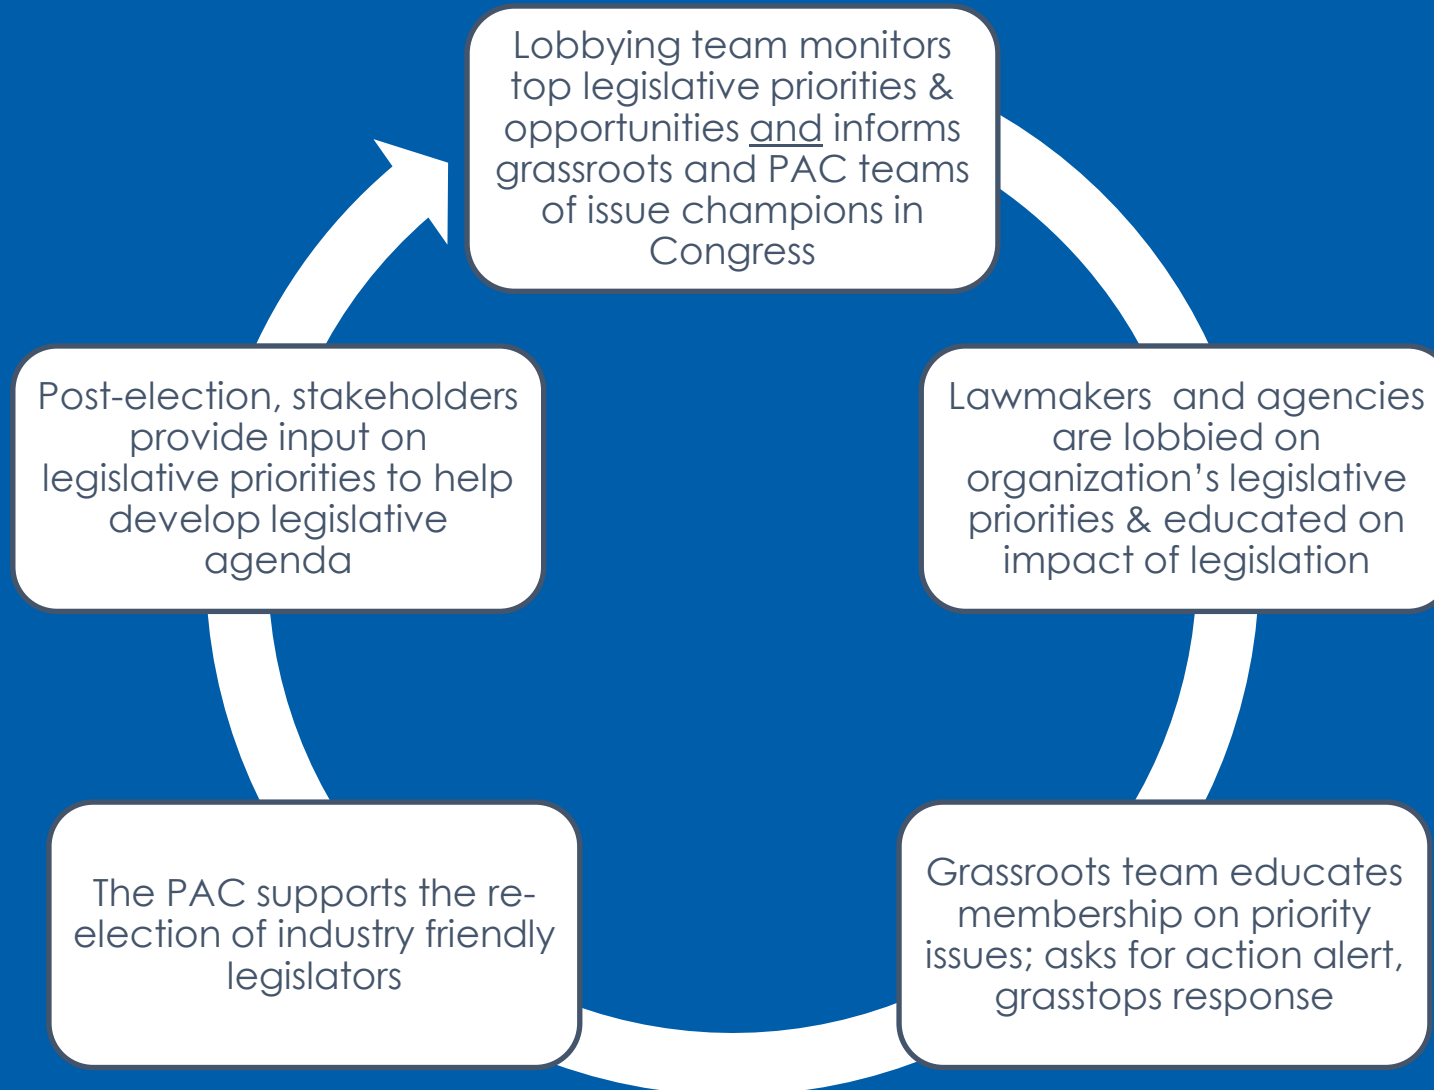 Lobbying team monitors
top legislative priorities &
opportunities and informs
grassroots and PAC teams
of issue champions in
Congress
Lawmakers  and agencies
are lobbied on
organization’s legislative
priorities & educated on
impact of legislation
Grassroots team educates
membership on priority
issues; asks for action alert,
grasstops response
The PAC supports the re-
election of industry friendly
legislators
Post-election, stakeholders
provide input on
legislative priorities to help
develop legislative
agenda